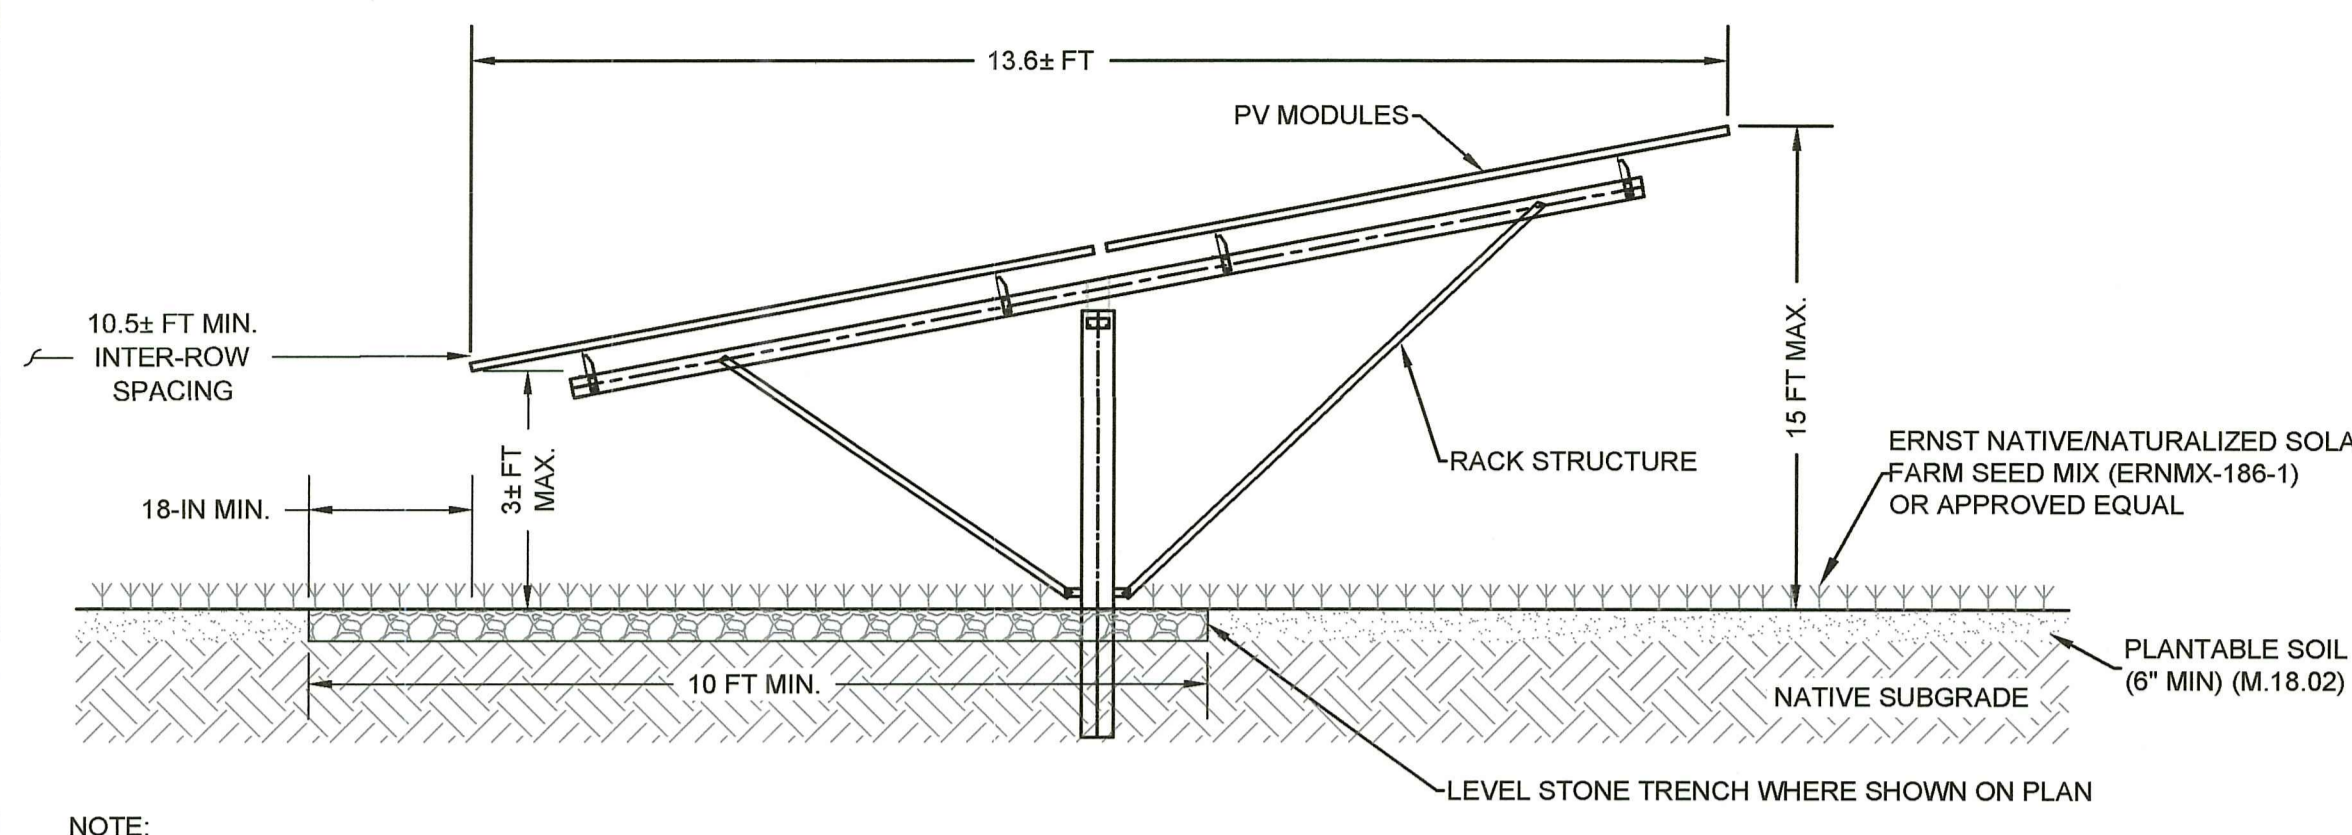 13.6± FT
PV MODULES
10.5± FT MIN.
INTER-ROW
SPACING
3± FT
MAX.
15 FT MAX.
18-IN MIN.
RACK STRUCTURE
ERNST NATIVE/NATURALIZED SOLA
FARM SEED MIX (ERNMX-186-1)
OR APPROVED EQUAL
10 FT MIN.
NATIVE SUBGRADE
PLANTABLE SOIL
(6" MIN) (M.18.02)
LEVEL STONE TRENCH WHERE SHOWN ON PLAN
NOTE: